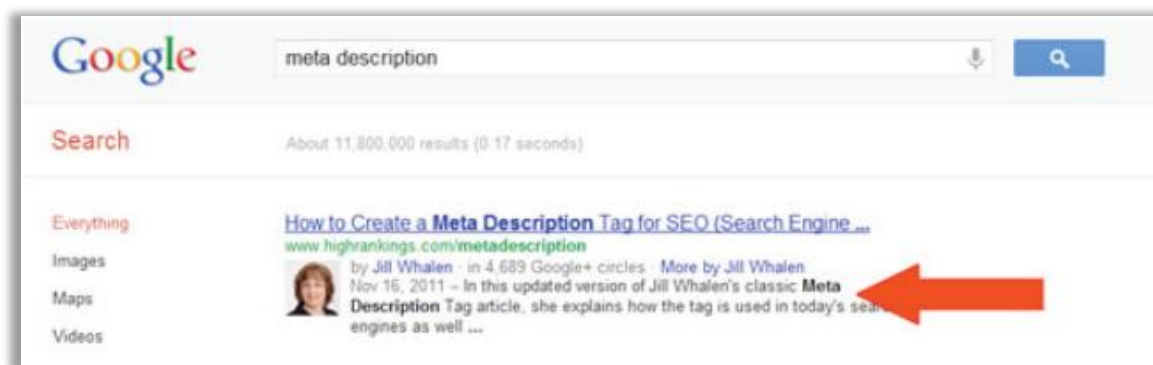 Google
meta description
Search
About 11,800,000 results (0.17 seconds)
Everything
Images
Maps
Videos
How to Create a Meta Description Tag for SEO (Search Engine ...
www.highrankings.com/metadescription
by Jill Whalen - in 4,689 Google+ circles - More by Jill Whalen
Nov 16, 2011 – In this updated version of Jill Whalen's classic Meta
Description Tag article, she explains how the tag is used in today's
engines as well ...